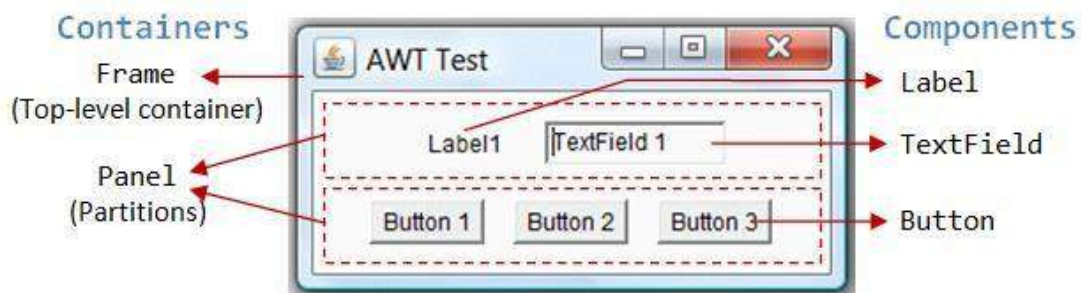 Containers
Components
AWT Test
Frame
(Top-level container)
Label
Label1
TextField 1
TextField
Panel
(Partitions)
Button 1
Button 2
Button 3
Button